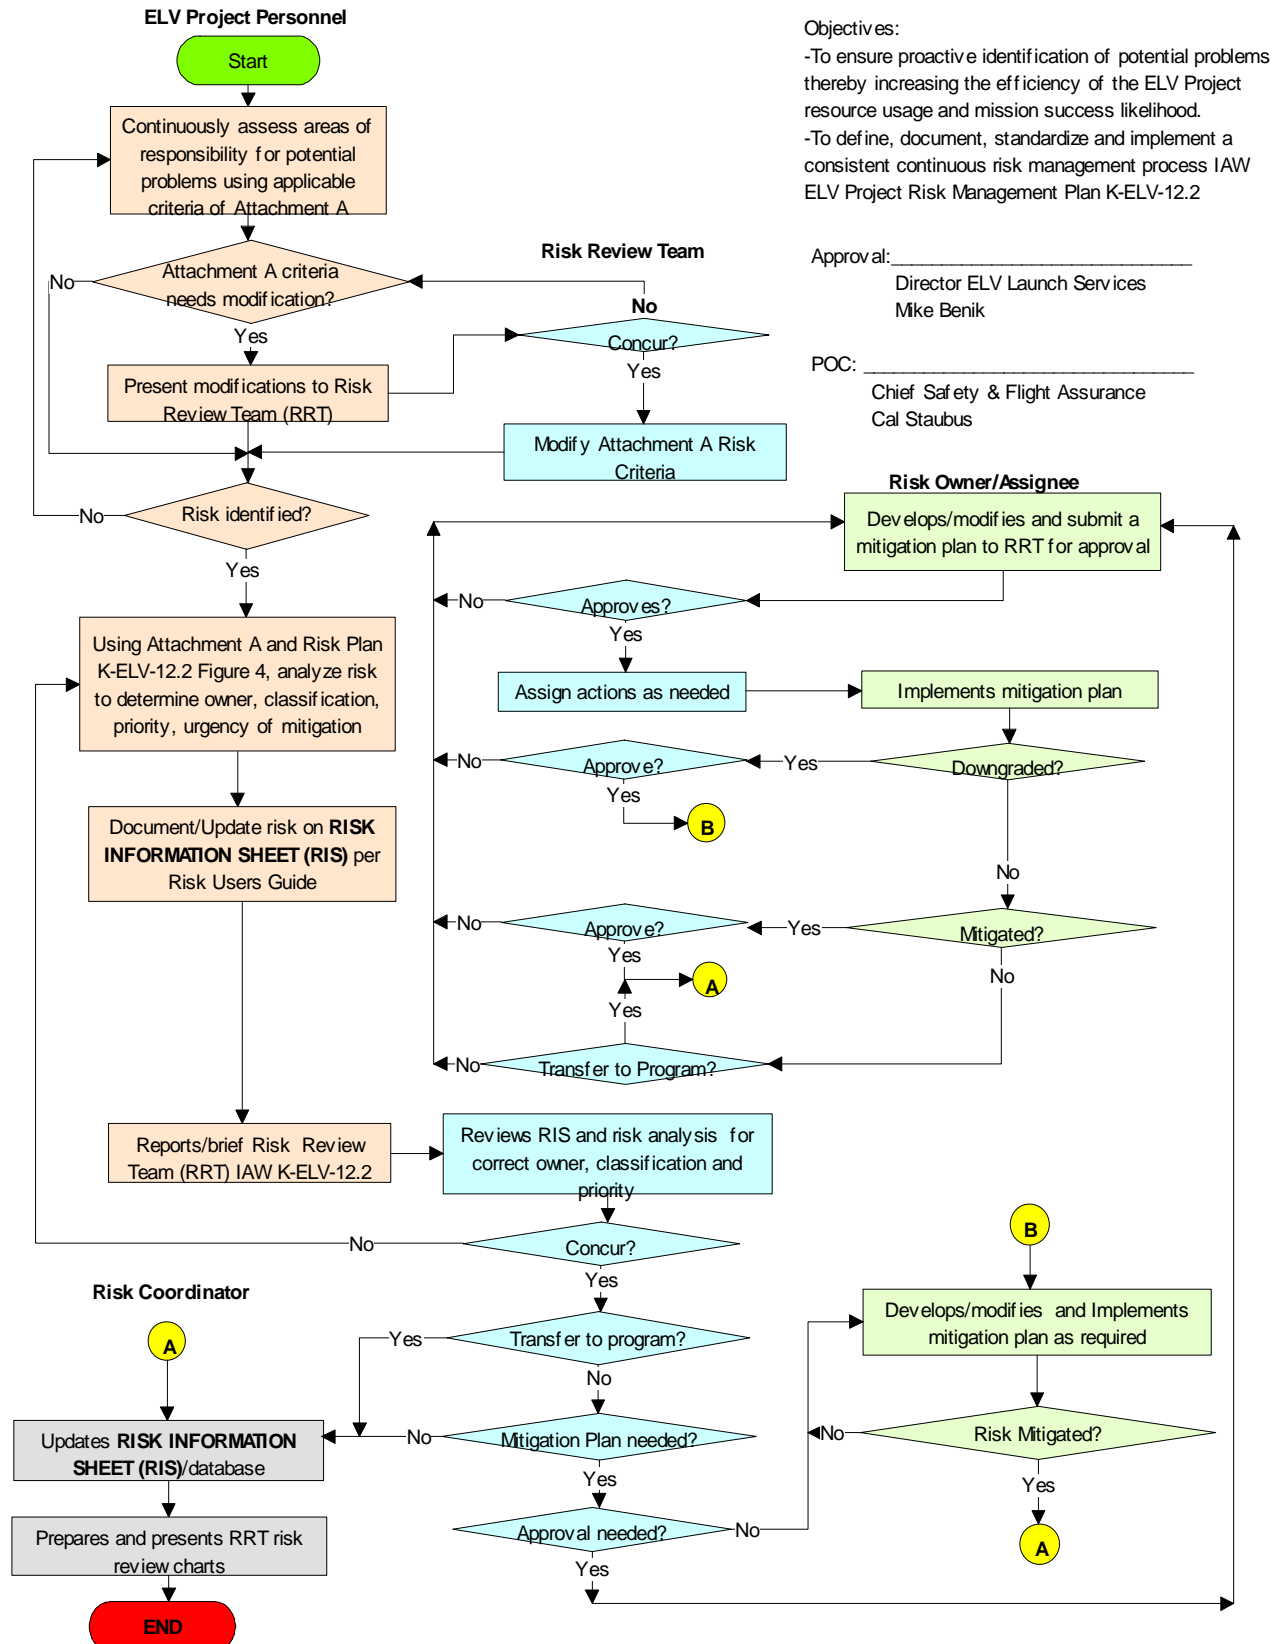 ELV Project Personnel
Start
Continuously assess areas of
responsibility for potential
problems using applicable
criteria of Attachment A
Attachment A criteria
needs modification?
No
Yes
Present modifications to Risk
Review Team (RRT)
Risk identified?
No
Yes
Using Attachment A and Risk Plan
K-ELV-12.2 Figure 4, analyze risk
to determine owner, classification,
priority, urgency of mitigation
Document/Update risk on RISK
INFORMATION SHEET (RIS) per
Risk Users Guide
Reports/brief Risk Review
Team (RRT) IAW K-ELV-12.2
Objectives:
-To ensure proactive identification of potential problems
thereby increasing the efficiency of the ELV Project
resource usage and mission success likelihood.
-To define, document, standardize and implement a
consistent continuous risk management process IAW
ELV Project Risk Management Plan K-ELV-12.2
Approval:______________________________
Director ELV Launch Services
Mike Benik
POC: _________________________________
Chief Safety & Flight Assurance
Cal Staubus
Risk Review Team
No
Concur?
Yes
Modify Attachment A Risk
Criteria
Risk Owner/Assignee
Develops/modifies and submit a
mitigation plan to RRT for approval
No
Approves?
Yes
Assign actions as needed
Implements mitigation plan
No
Approve?
Yes
Downgraded?
Yes
B
No
No
Approve?
Yes
Mitigated?
Yes
A
No
Yes
No
Transfer to Program?
Reviews RIS and risk analysis for
correct owner, classification and
priority
No
Concur?
Yes
Yes
Transfer to program?
No
No
Mitigation Plan needed?
Yes
Approval needed?
No
Yes
B
Develops/modifies and Implements
mitigation plan as required
No
Risk Mitigated?
Yes
A
Risk Coordinator
A
Updates RISK INFORMATION
SHEET (RIS)/database
Prepares and presents RRT risk
review charts
END